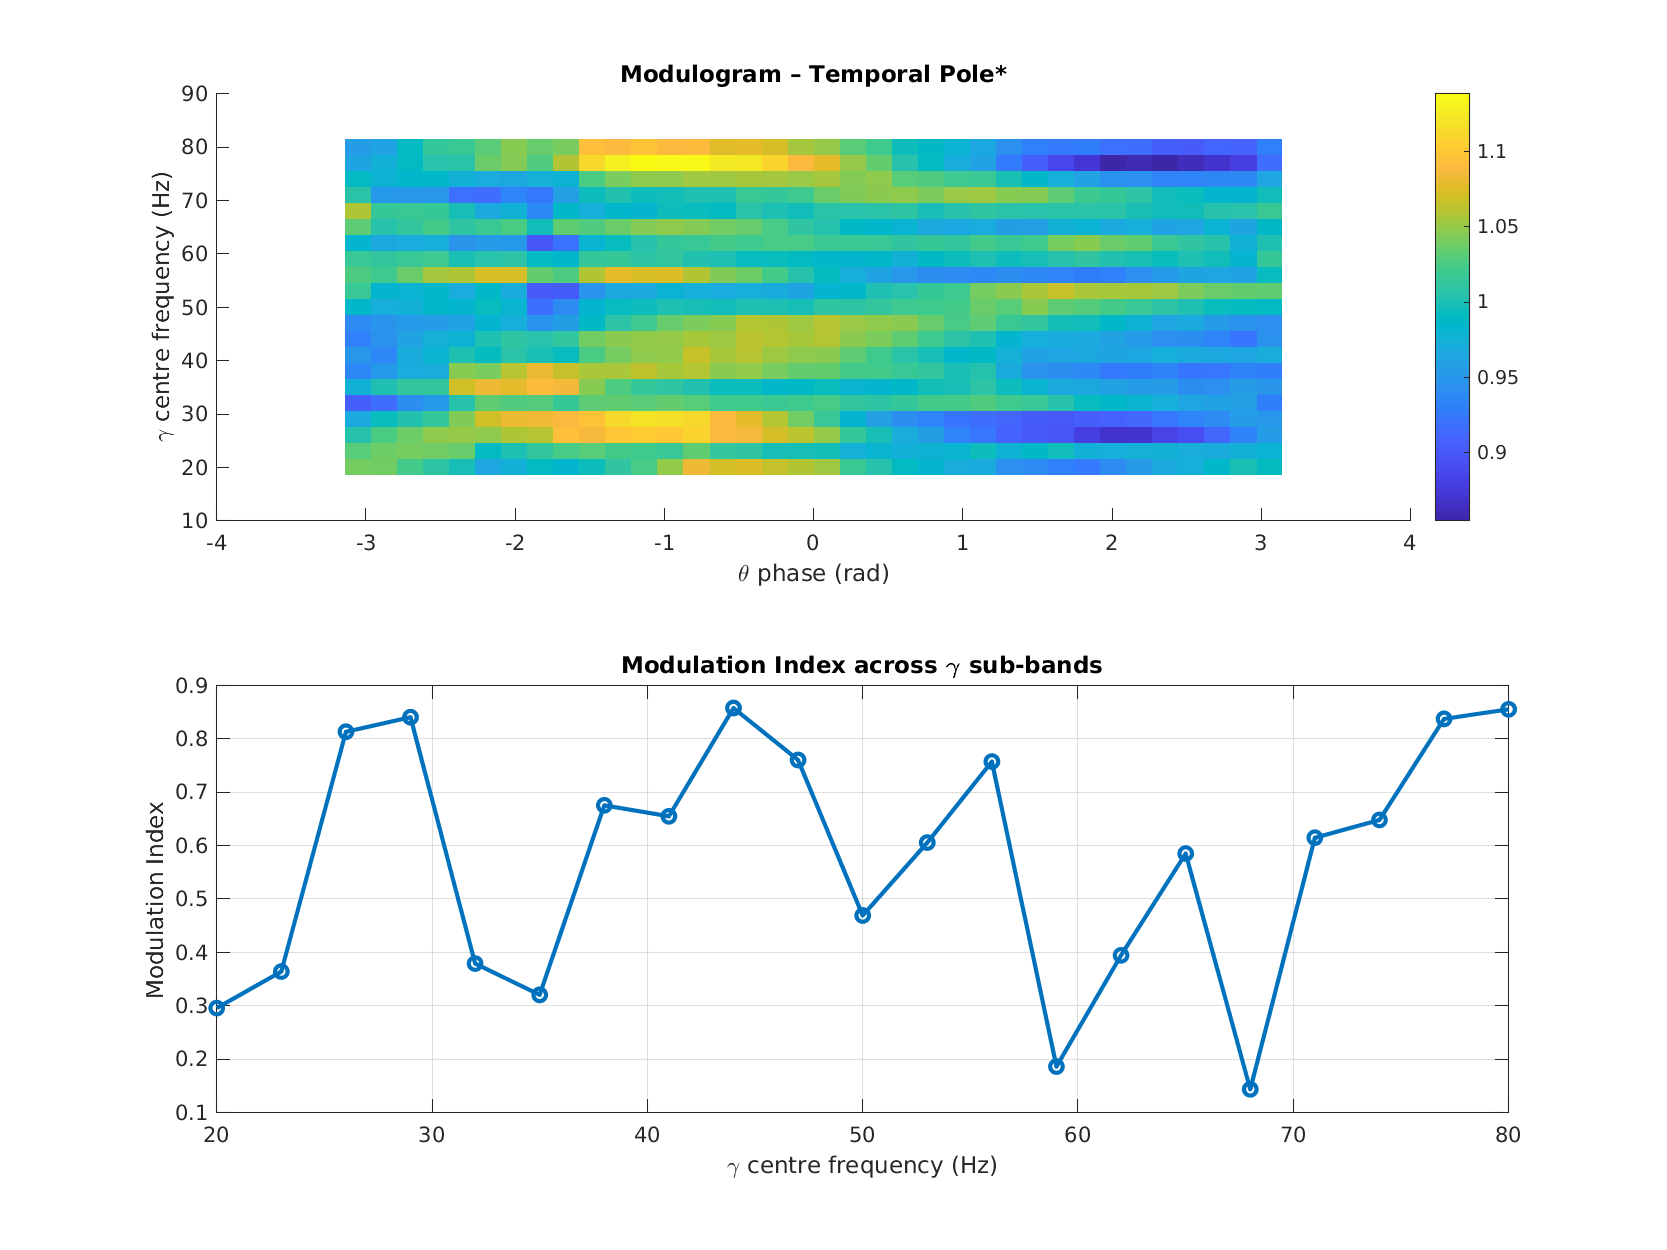 Modulogram – Temporal Pole*
γ centre frequency (Hz)
90
80
70
60
50
40
30
20
10
-4 -3 -2 -1 0 1 2 3 4
θ phase (rad)
1.1
1.05
1
0.95
0.9
Modulation Index across γ sub-bands
Modulation Index
0.9
0.8
0.7
0.6
0.5
0.4
0.3
0.2
0.1
20 30 40 50 60 70 80
γ centre frequency (Hz)